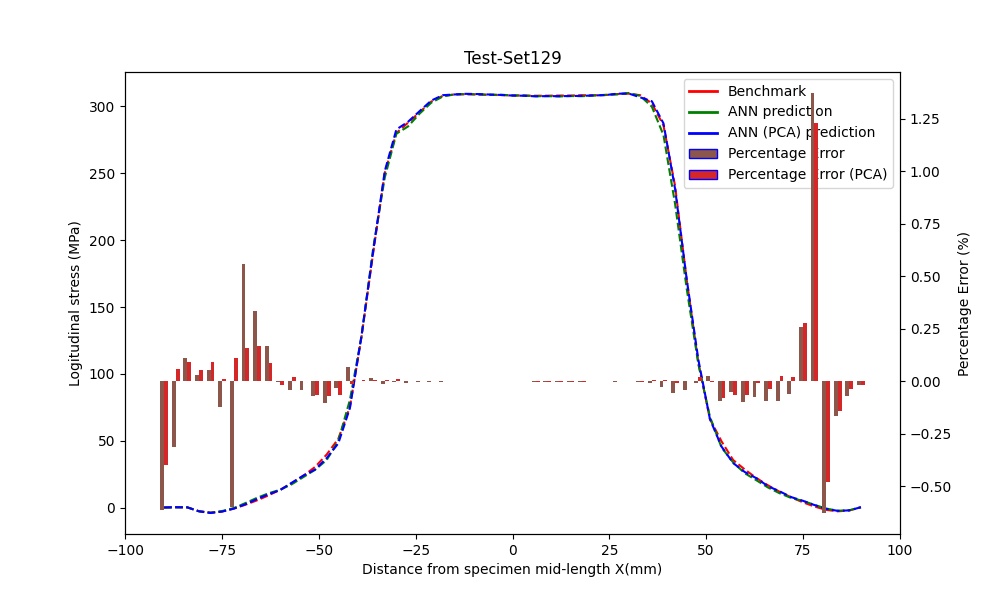 Test-Set129
Benchmark
ANN prediction
ANN (PCA) prediction
Percentage Error
Percentage Error (PCA)
300
250
200
150
100
50
0
Logitudinal stress (MPa)
1.25
1.00
0.75
0.50
0.25
0.00
−0.25
−0.50
Percentage Error (%)
−100 −75 −50 −25 0 25 50 75 100
Distance from specimen mid-length X(mm)